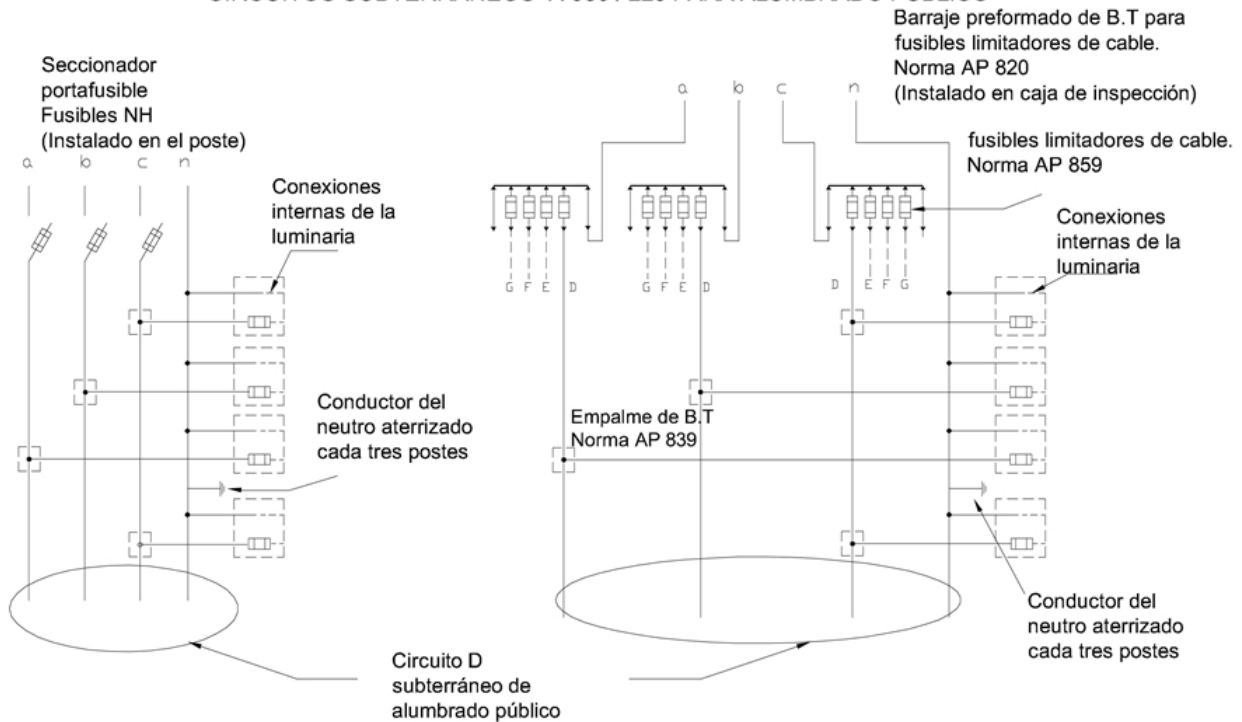 Barraje preformado de B.T para
fusibles limitadores de cable.
Norma AP 820
(Instalado en caja de inspección)
Seccionador
portafusible
Fusibles NH
(Instalado en el poste)
a b c n
a b c n
fusibles limitadores de cable.
Norma AP 859
Conexiones
internas de la
luminaria
Conexiones
internas de la
luminaria
G F E D
G F E D
D E F G
Conductor del
neutro aterrizado
cada tres postes
Empalme de B.T
Norma AP 839
Conductor del
neutro aterrizado
cada tres postes
Circuito D
subterráneo de
alumbrado público